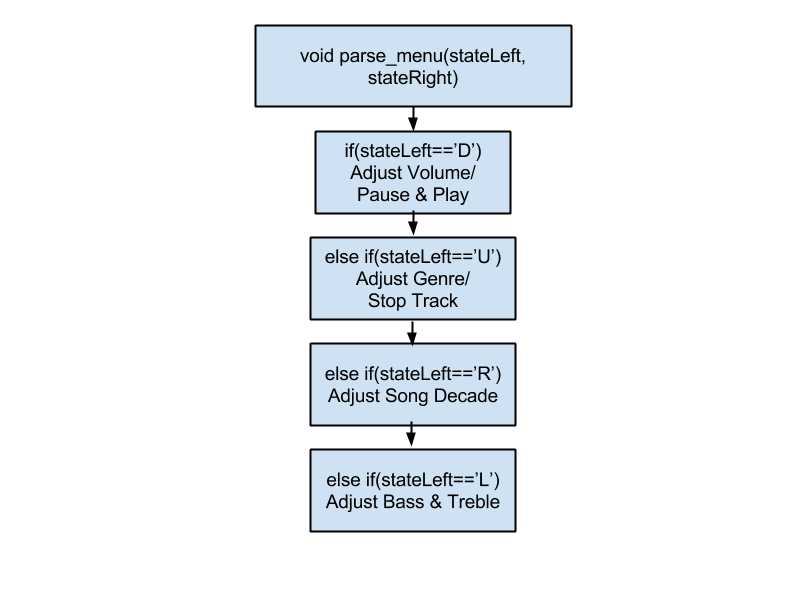 void parse_menu(stateLeft,
stateRight)
if(stateLeft==’D’)
Adjust Volume/
Pause & Play
else if(stateLeft==’U’)
Adjust Genre/
Stop Track
else if(stateLeft==’R’)
Adjust Song Decade
else if(stateLeft==’L’)
Adjust Bass & Treble